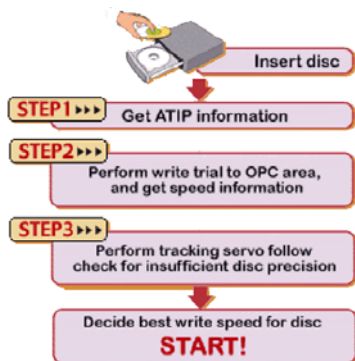 Insert disc
STEP1
Get ATIP information
STEP2
Perform write trial to OPC area,
and get speed information
STEP3
Perform tracking servo follow
check for insufficient disc precision
Decide best write speed for disc
START!